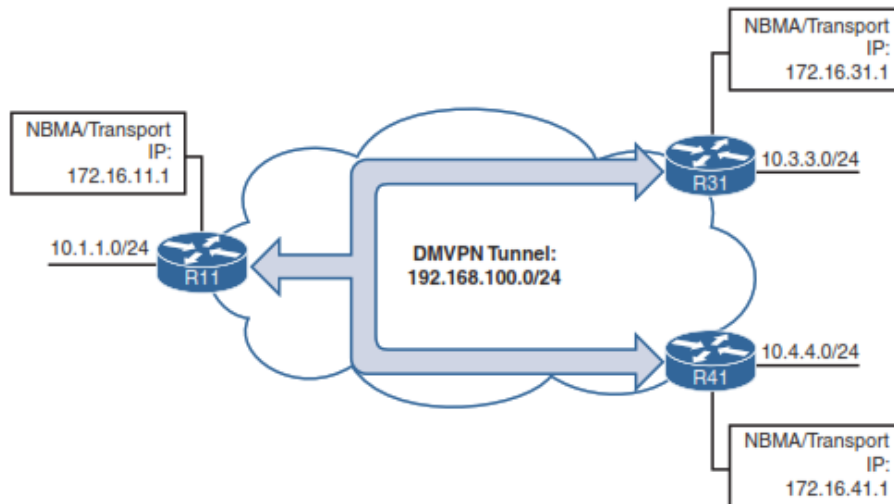 NBMA/Transport
IP:
172.16.31.1
NBMA/Transport
IP:
172.16.11.1
R31
10.3.3.0/24
10.1.1.0/24
R11
DMVPN Tunnel:
192.168.100.0/24
R41
10.4.4.0/24
NBMA/Transport
IP:
172.16.41.1